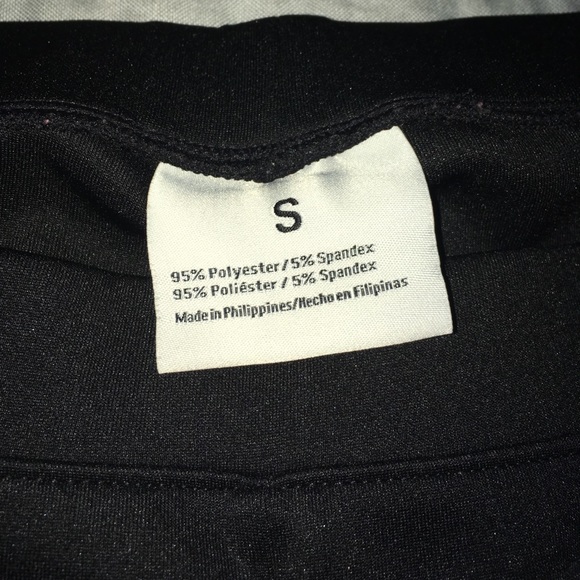 S
95% Polyester / 5% Spandex
95% Poliéster / 5% Spandex
Made in Philippines/Hecho en Filipinas